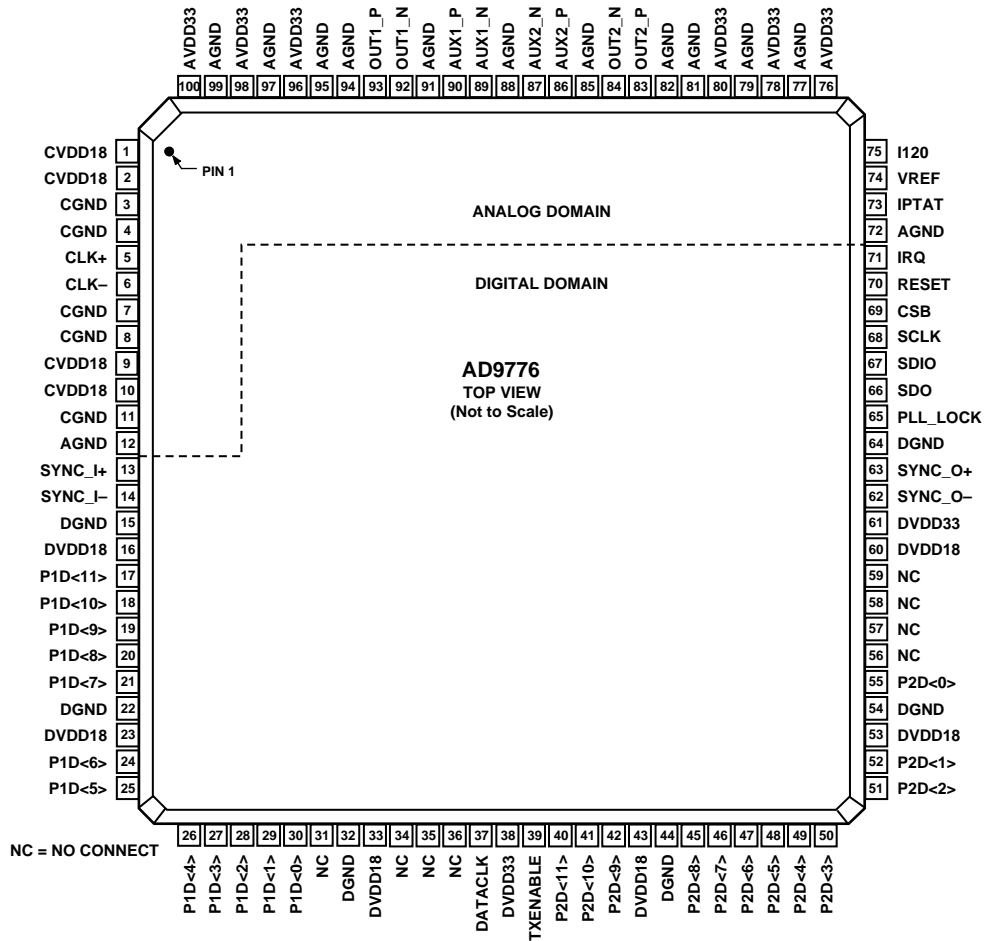 AVDD33
AGND
AVDD33
AGND
AVDD33
AGND
AGND
OUT1_P
OUT1_N
AGND
AUX1_P
AUX1_N
AGND
AUX2_N
AUX2_P
AGND
OUT2_N
OUT2_P
AGND
AGND
AVDD33
AGND
AVDD33
AGND
AVDD33
100 99 98 97 96 95 94 93 92 91 90 89 88 87 86 85 84 83 82 81 80 79 78 77 76
CVDD18 1
CVDD18 2
CGND 3
CGND 4
CLK+ 5
CLK– 6
CGND 7
CGND 8
CVDD18 9
CVDD18 10
CGND 11
AGND 12
SYNC_I+ 13
SYNC_I– 14
DGND 15
DVDD18 16
P1D<11> 17
P1D<10> 18
P1D<9> 19
P1D<8> 20
P1D<7> 21
DGND 22
DVDD18 23
P1D<6> 24
P1D<5> 25
PIN 1
ANALOG DOMAIN
DIGITAL DOMAIN
AD9776
TOP VIEW
(Not to Scale)
75 I120
74 VREF
73 IPTAT
72 AGND
71 IRQ
70 RESET
69 CSB
68 SCLK
67 SDIO
66 SDO
65 PLL_LOCK
64 DGND
63 SYNC_O+
62 SYNC_O–
61 DVDD33
60 DVDD18
59 NC
58 NC
57 NC
56 NC
55 P2D<0>
54 DGND
53 DVDD18
52 P2D<1>
51 P2D<2>
26 27 28 29 30 31 32 33 34 35 36 37 38 39 40 41 42 43 44 45 46 47 48 49 50
NC = NO CONNECT
P1D<4>
P1D<3>
P1D<2>
P1D<1>
P1D<0>
NC
DGND
DVDD18
NC
NC
NC
DATACLK
DVDD33
TXENABLE
P2D<11>
P2D<10>
P2D<9>
DVDD18
DGND
P2D<8>
P2D<7>
P2D<6>
P2D<5>
P2D<4>
P2D<3>